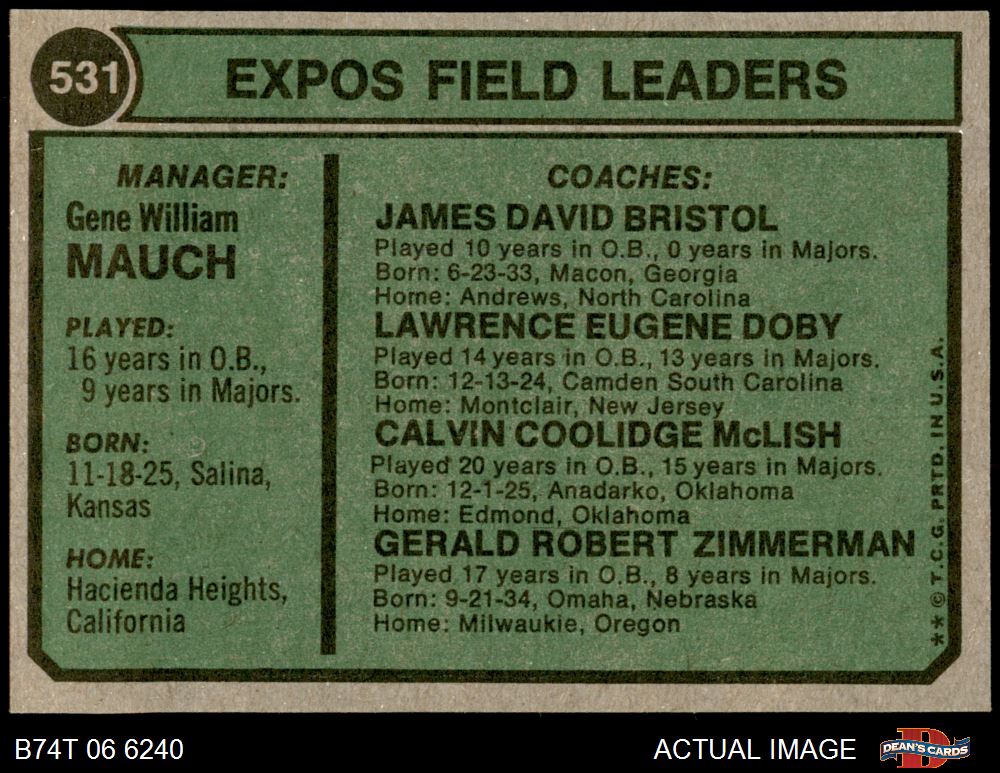 531
EXPOS FIELD LEADERS
MANAGER:
Gene William
MAUCH
PLAYED:
16 years in O.B.,
9 years in Majors.
BORN:
11-18-25, Salina,
Kansas
HOME:
Hacienda Heights,
California
COACHES:
JAMES DAVID BRISTOL
Played 10 years in O.B., 0 years in Majors.
Born: 6-23-33, Macon, Georgia
Home: Andrews, North Carolina
LAWRENCE EUGENE DOBY
Played 14 years in O.B., 13 years in Majors.
Born: 12-13-24, Camden South Carolina
Home: Montclair, New Jersey
CALVIN COOLIDGE McLISH
Played 20 years in O.B., 15 years in Majors.
Born: 12-1-25, Anadarko, Oklahoma
Home: Edmond, Oklahoma
GERALD ROBERT ZIMMERMAN
Played 17 years in O.B., 8 years in Majors.
Born: 9-21-34, Omaha, Nebraska
Home: Milwaukie, Oregon
** © T.C.G. PRTD. IN U.S.A.
B74T 06 6240
ACTUAL IMAGE
D
DEAN'S CARDS